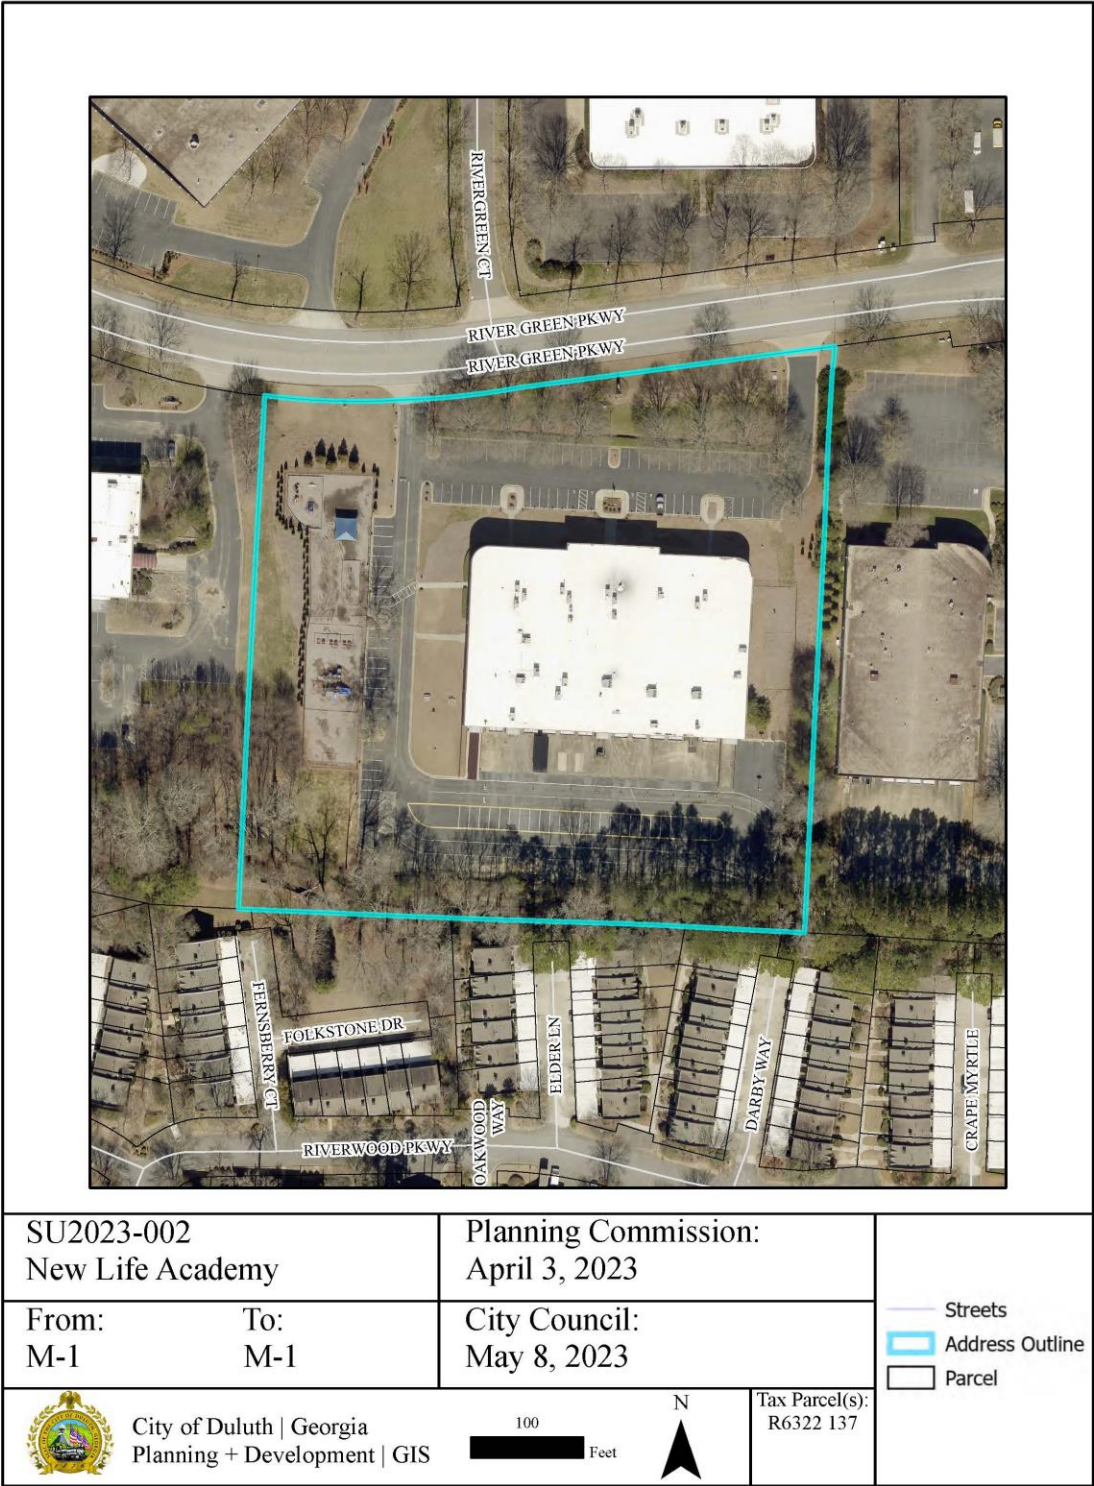 RIVERGREEN CT
RIVER GREEN PKWY
RIVER GREEN PKWY
FERNSBERRY CT
FOLKSTONE DR
OAKWOOD
WAY
ELDER LN
DARBY WAY
CRAPE MYRTLE
RIVERWOOD PKWY
SU2023-002
New Life Academy
Planning Commission:
April 3, 2023
From: To:
M-1 M-1
City Council:
May 8, 2023
Streets
Address Outline
Parcel
City of Duluth | Georgia
Planning + Development | GIS
100
Feet
N
Tax Parcel(s):
R6322 137